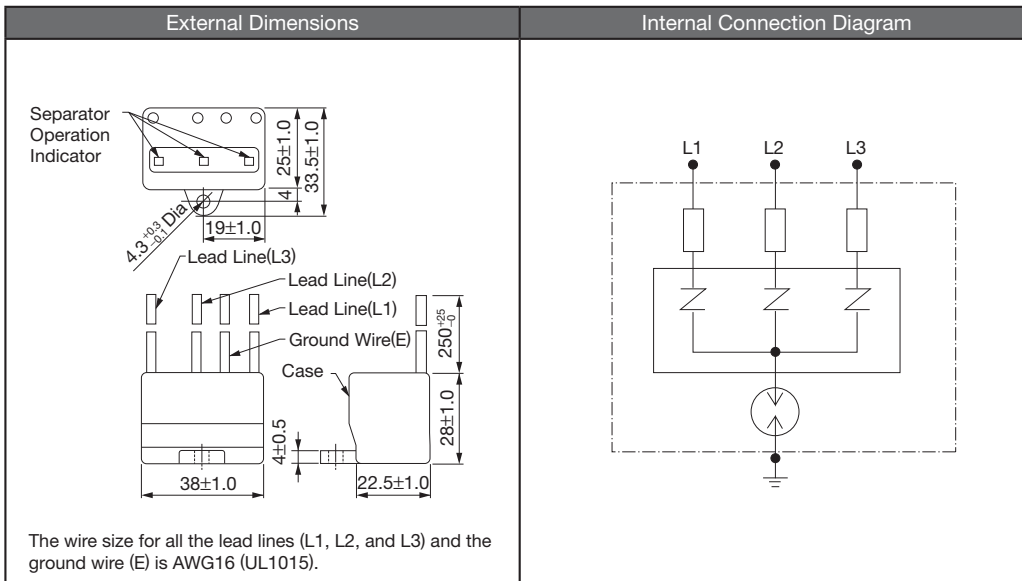 External Dimensions
Internal Connection Diagram
Separator
Operation
Indicator
25±1.0
33.5±1.0
4
4.3+0.3-0.1 Dia
19±1.0
Lead Line(L3)
Lead Line(L2)
Lead Line(L1)
Ground Wire(E)
Case
250+25-0
28±1.0
4±0.5
38±1.0
22.5±1.0
The wire size for all the lead lines (L1, L2, and L3) and the
ground wire (E) is AWG16 (UL1015).
L1
L2
L3